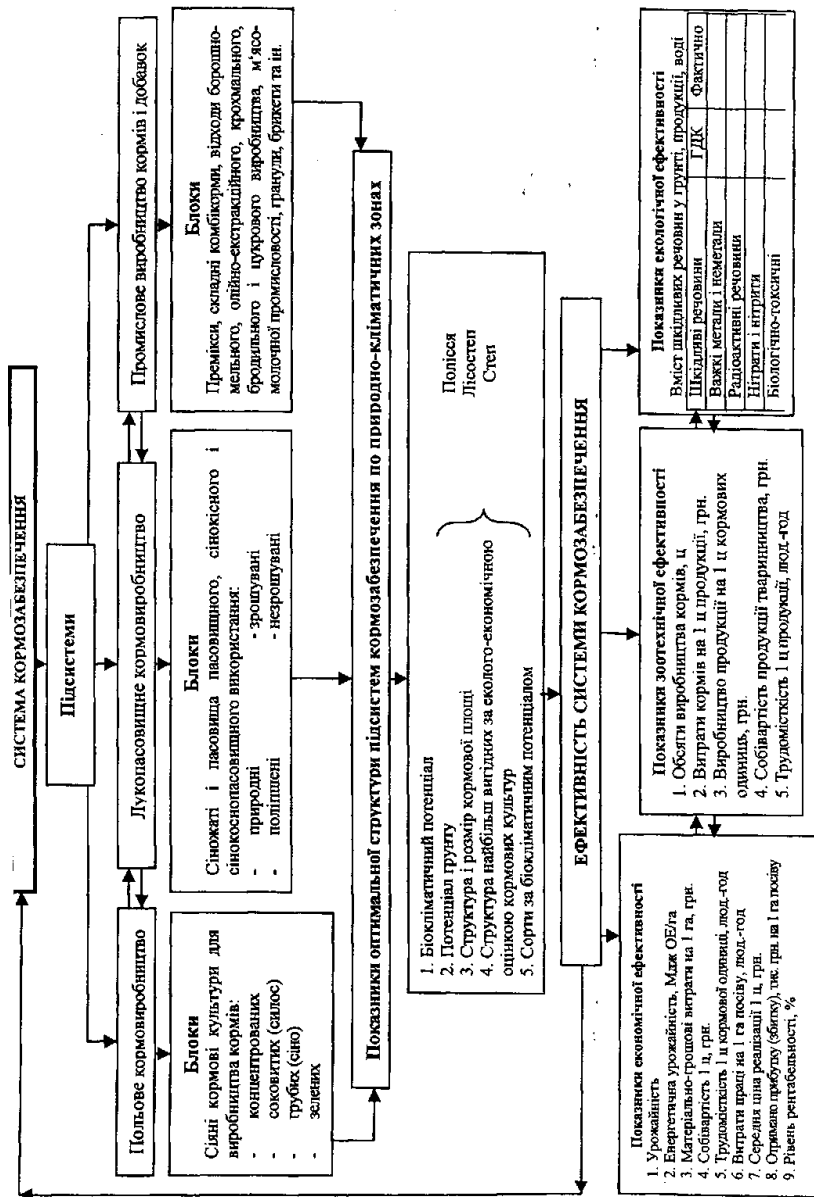 СИСТЕМА КОРМОЗАБЕЗПЕЧЕННЯ
Підсистеми
Польове кормовиробництво
Лукопасовищне кормовиробництво
Промислове виробництво кормів і добавок
Блоки
Сіяні кормові культури для
виробництва кормів:
- концентрованих
- соковитих (силос)
- грубих (сіно)
- зелених
Блоки
Сіножаті і пасовища пасовищного, сінокісного і
сінокоснопасовищного використання:
- природні - зрошувані
- поліпшені - незрошувані
Блоки
Премікси, складні комбікорми, відходи борошно-
мельного, олійно-екстракційного, крохмального,
бродильного і цукрового виробництва, м'ясо-
молочної промисловості, гранули, брикети та ін.
Показники оптимальної структури підсистем кормозабезпечення по природно-кліматичних зонах
1. Біокліматичний потенціал
2. Потенціал грунту
3. Структура і розмір кормової площі
4. Структура найбільш вигідних за еколого-економічною
оцінкою кормових культур
5. Сорти за біокліматичним потенціалом
Полісся
Лісостеп
Степ
ЕФЕКТИВНІСТЬ СИСТЕМИ КОРМОЗАБЕЗПЕЧЕННЯ
Показники економічної ефективності
1. Урожайність
2. Енергетична урожайність, Мдж ОЕ/га
3. Матеріально-грошові витрати на 1 га, грн.
4. Собівартість 1 ц, грн.
5. Трудомісткість 1 ц кормової одиниці, люд.-год
6. Витрати праці на 1 га посіву, люд.-год
7. Середня ціна реалізації 1 ц, грн.
8. Отримано прибутку (збитку), тис. грн. на 1 га посіву
9. Рівень рентабельності, %
Показники зоотехнічної ефективності
1. Обсяги виробництва кормів, ц
2. Витрати кормів на 1 ц продукції, грн.
3. Виробництво продукції на 1 ц кормових
одиниць, грн.
4. Собівартість продукції тваринництва, грн.
5. Трудомісткість 1 ц продукції, люд.-год
Показники екологічної ефективності
Вміст шкідливих речовин у грунті, продукції, воді
Шкідливі речовини ГДК Фактично
Важкі метали і неметали
Радіоактивні речовини
Нітрати і нітрити
Біологічно-токсичні